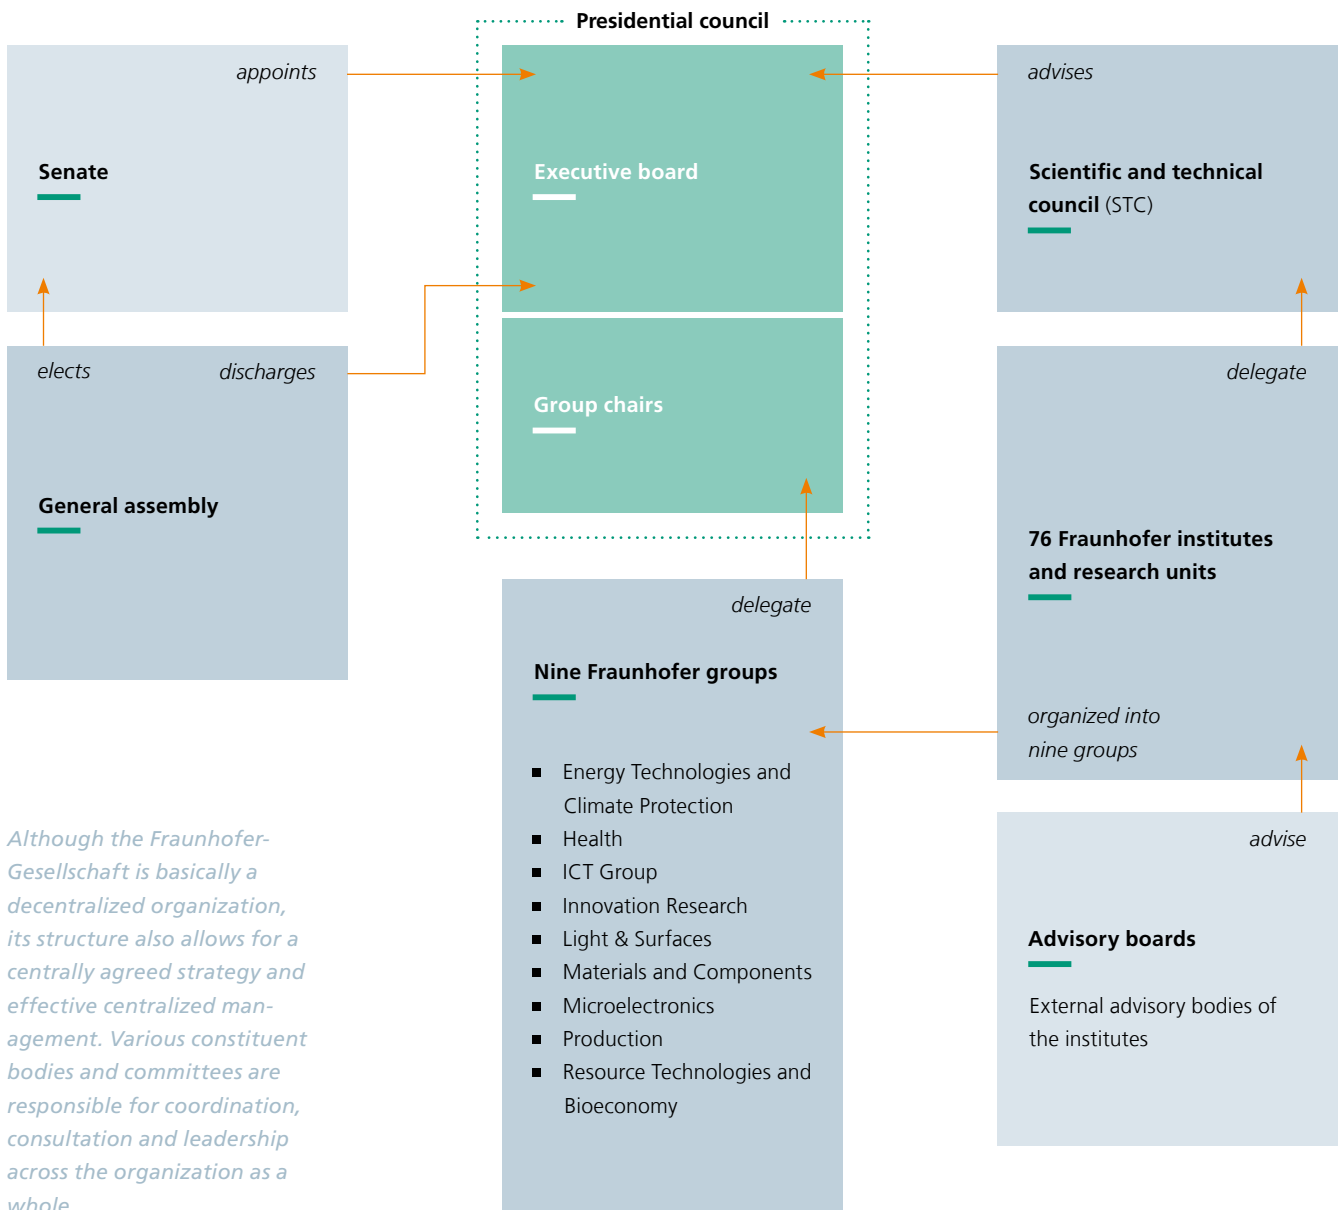 Presidential council
appoints
Senate
Executive board
advises
Scientific and technical
council (STC)
elects
discharges
General assembly
Group chairs
delegate
76 Fraunhofer institutes
and research units
organized into
nine groups
delegate
Nine Fraunhofer groups
Energy Technologies and
Climate Protection
Health
ICT Group
Innovation Research
Light & Surfaces
Materials and Components
Microelectronics
Production
Resource Technologies and
Bioeconomy
advise
Advisory boards
External advisory bodies of
the institutes
Although the Fraunhofer-
Gesellschaft is basically a
decentralized organization,
its structure also allows for a
centrally agreed strategy and
effective centralized man-
agement. Various constituent
bodies and committees are
responsible for coordination,
consultation and leadership
across the organization as a
whole